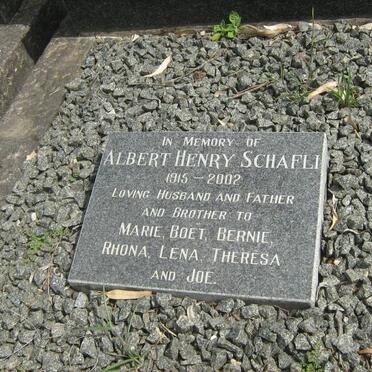 In Memory of
Albert Henry Schafli
1915 – 2002
Loving Husband and Father
and Brother to
Marie, Boet, Bernie,
Rhona, Lena, Theresa
and Joe.